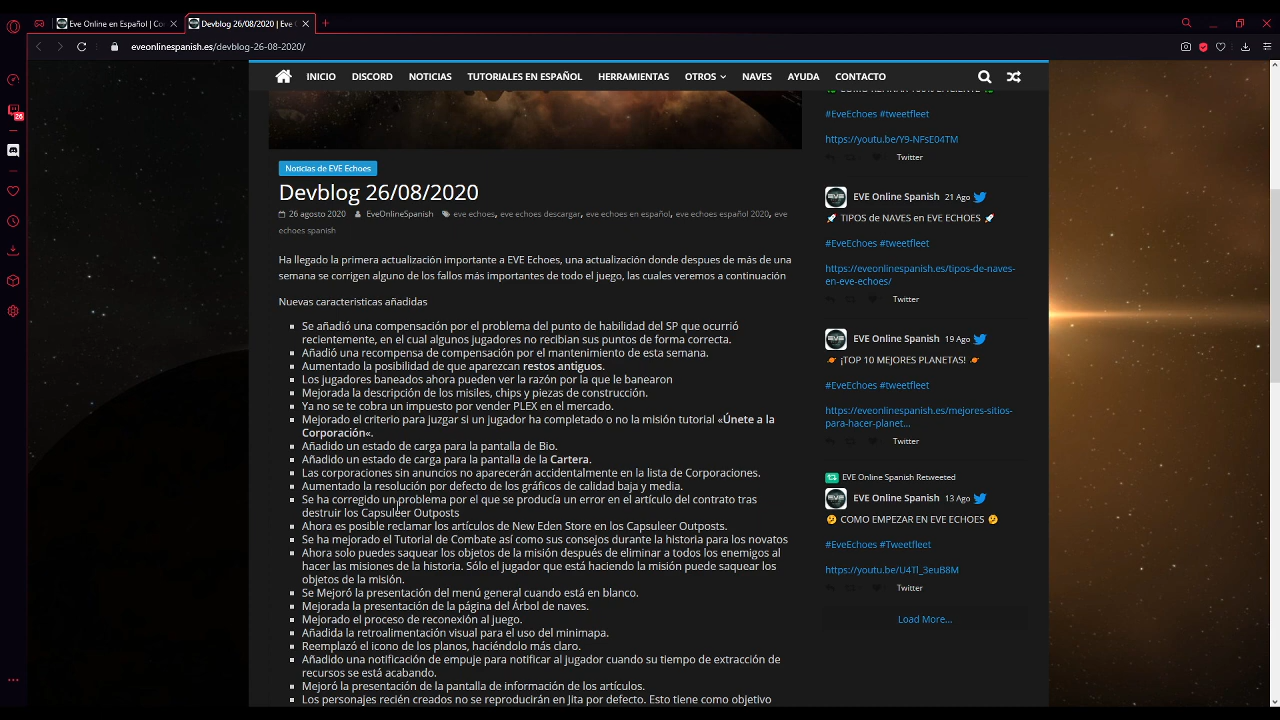 Eve Online en Español | Co
Devblog 26/08/2020 | Eve O
eveonlinespanish.es/devblog-26-08-2020/
26
INICIO DISCORD NOTICIAS TUTORIALES EN ESPAÑOL HERRAMIENTAS OTROS NAVES AYUDA CONTACTO
Noticias de EVE Echoes
Devblog 26/08/2020
26 agosto 2020 EveOnlineSpanish eve echoes, eve echoes descargar, eve echoes en español, eve echoes español 2020, eve
echoes spanish
Ha llegado la primera actualización importante a EVE Echoes, una actualización donde despues de más de una
semana se corrigen alguno de los fallos más importantes de todo el juego, las cuales veremos a continuación
Nuevas caracteristicas añadidas
Se añadió una compensación por el problema del punto de habilidad del SP que ocurrió
recientemente, en el cual algunos jugadores no recibian sus puntos de forma correcta.
Añadió una recompensa de compensación por el mantenimiento de esta semana.
Aumentado la posibilidad de que aparezcan restos antiguos.
Los jugadores baneados ahora pueden ver la razón por la que le banearon
Mejorada la descripción de los misiles, chips y piezas de construcción.
Ya no se te cobra un impuesto por vender PLEX en el mercado.
Mejorado el criterio para juzgar si un jugador ha completado o no la misión tutorial «Únete a la
Corporación«.
Añadido un estado de carga para la pantalla de Bio.
Añadido un estado de carga para la pantalla de la Cartera.
Las corporaciones sin anuncios no aparecerán accidentalmente en la lista de Corporaciones.
Aumentado la resolución por defecto de los gráficos de calidad baja y media.
Se ha corregido un problema por el que se producía un error en el artículo del contrato tras
destruir los Capsuleer Outposts
Ahora es posible reclamar los artículos de New Eden Store en los Capsuleer Outposts.
Se ha mejorado el Tutorial de Combate así como sus consejos durante la historia para los novatos
Ahora solo puedes saquear los objetos de la misión después de eliminar a todos los enemigos al
hacer las misiones de la historia. Sólo el jugador que está haciendo la misión puede saquear los
objetos de la misión.
Se Mejoró la presentación del menú general cuando está en blanco.
Mejorada la presentación de la página del Árbol de naves.
Mejorado el proceso de reconexión al juego.
Añadida la retroalimentación visual para el uso del minimapa.
Reemplazó el icono de los planos, haciéndolo más claro.
Añadido una notificación de empuje para notificar al jugador cuando su tiempo de extracción de
recursos se está acabando.
Mejoró la presentación de la pantalla de información de los artículos.
Los personajes recién creados no se reproducirán en Jita por defecto. Esto tiene como objetivo
#EveEchoes #tweetfleet
https://youtu.be/Y9-NFsE04TM
Twitter
EVE Online Spanish 21 Ago
TIPOS de NAVES en EVE ECHOES
#EveEchoes #tweetfleet
https://eveonlinespanish.es/tipos-de-naves-
en-eve-echoes/
Twitter
EVE Online Spanish 19 Ago
¡TOP 10 MEJORES PLANETAS!
#EveEchoes #tweetfleet
https://eveonlinespanish.es/mejores-sitios-
para-hacer-planet...
Twitter
EVE Online Spanish Retweeted
EVE Online Spanish 13 Ago
COMO EMPEZAR EN EVE ECHOES
#EveEchoes #Tweetfleet
https://youtu.be/U4Tl_3euB8M
Twitter
Load More...